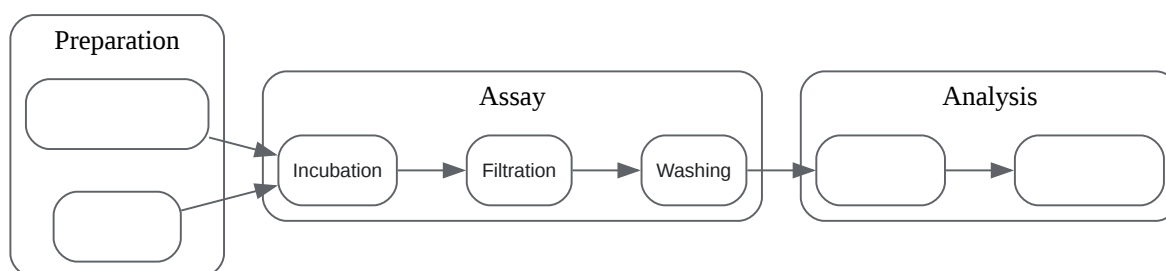 Preparation
Assay
Analysis
Incubation
Filtration
Washing